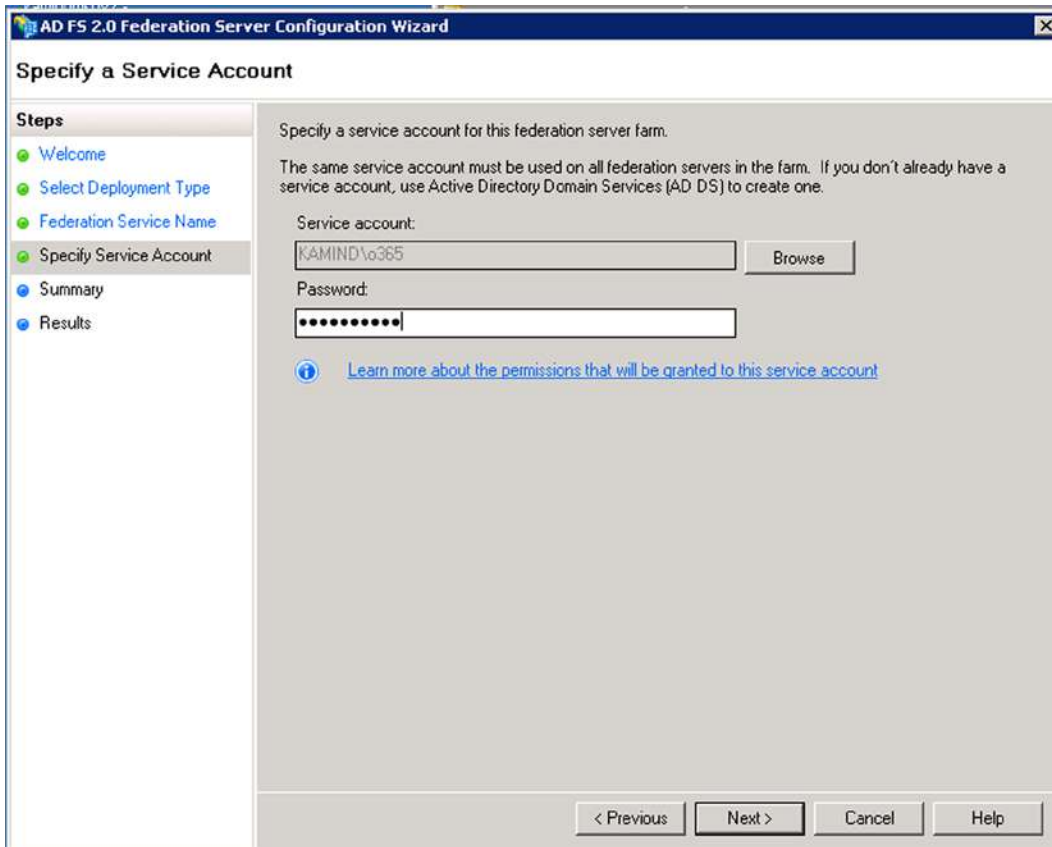 AD FS 2.0 Federation Server Configuration Wizard
Specify a Service Account
Steps
Welcome
Select Deployment Type
Federation Service Name
Specify Service Account
Summary
Results
Specify a service account for this federation server farm.
The same service account must be used on all federation servers in the farm. If you don't already have a
service account, use Active Directory Domain Services (AD DS) to create one.
Service account:
KAMIND\o365
Browse
Password:
●●●●●●●●●●
Learn more about the permissions that will be granted to this service account
< Previous
Next >
Cancel
Help